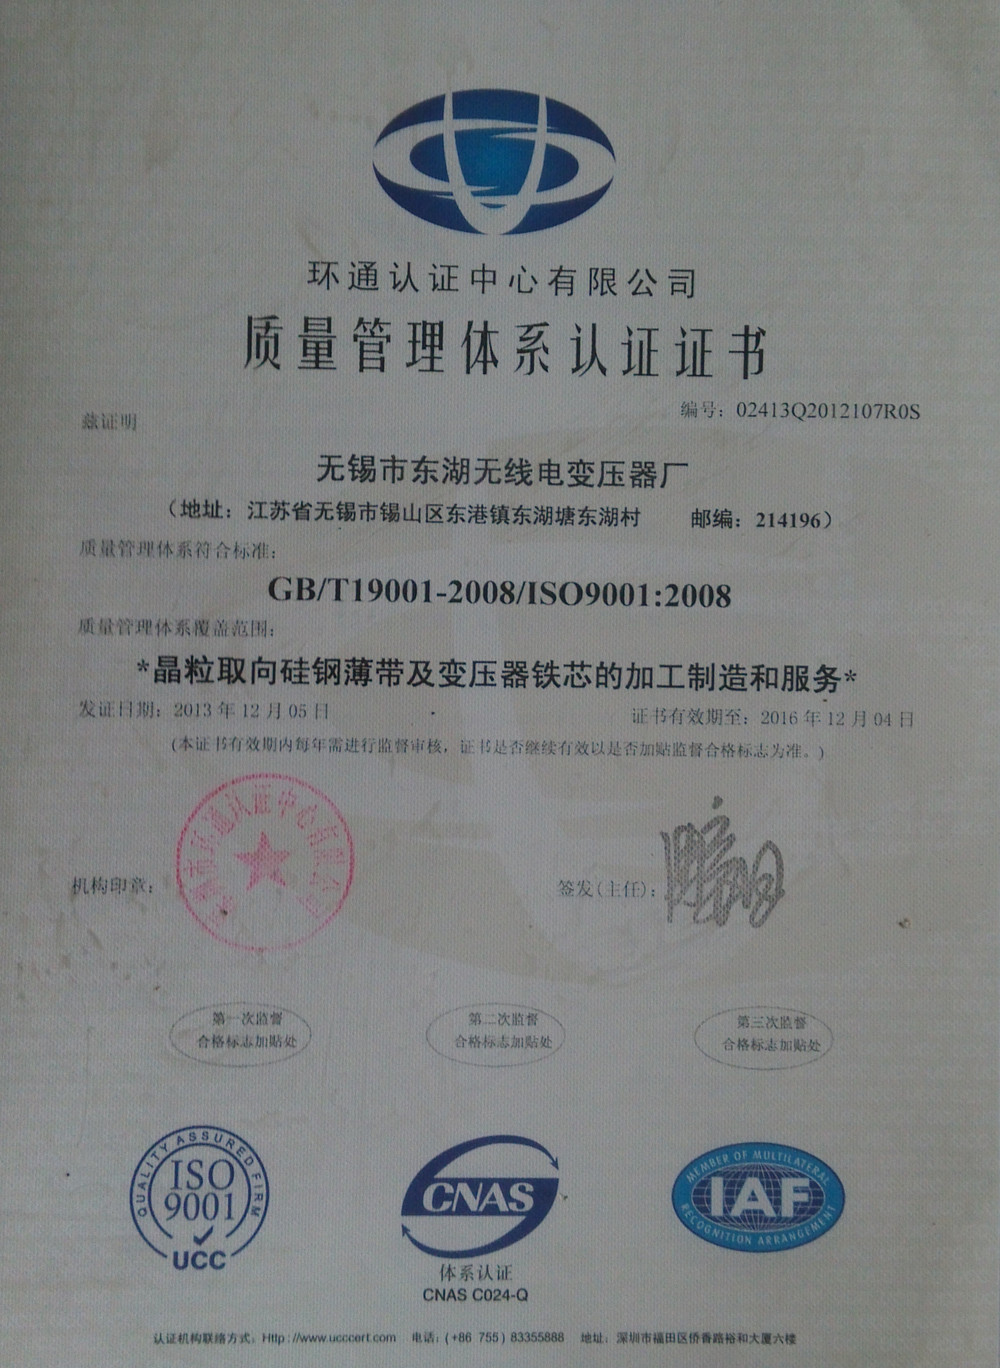 环通认证中心有限公司
质量管理体系认证证书
编号：02413Q2012107R0S
兹证明
无锡市东湖无线电变压器厂
（地址：江苏省无锡市锡山区东港镇东湖塘东湖村 邮编：214196）
质量管理体系符合标准：
GB/T19001-2008/ISO9001:2008
质量管理体系覆盖范围：
*晶粒取向硅钢薄带及变压器铁芯的加工制造和服务*
发证日期：2013 年 12 月 05 日 证书有效期至：2016 年 12 月 04 日
(本证书有效期内每年需进行监督审核，证书是否继续有效以是否加贴监督合格标志为准。)
环通认证中心有限公司
机构印章：
签发(主任)：
第一次监督
合格标志加贴处
第二次监督
合格标志加贴处
第三次监督
合格标志加贴处
QUALITY ASSURED FIRM
ISO
9001
UCC
CNAS
体系认证
CNAS C024-Q
MEMBER OF MULTILATERAL
IAF
RECOGNITION ARRANGEMENT
认证机构联络方式：Http://www.ucccert.com 电话：(+86 755) 83355888 地址：深圳市福田区侨香路裕和大厦六楼